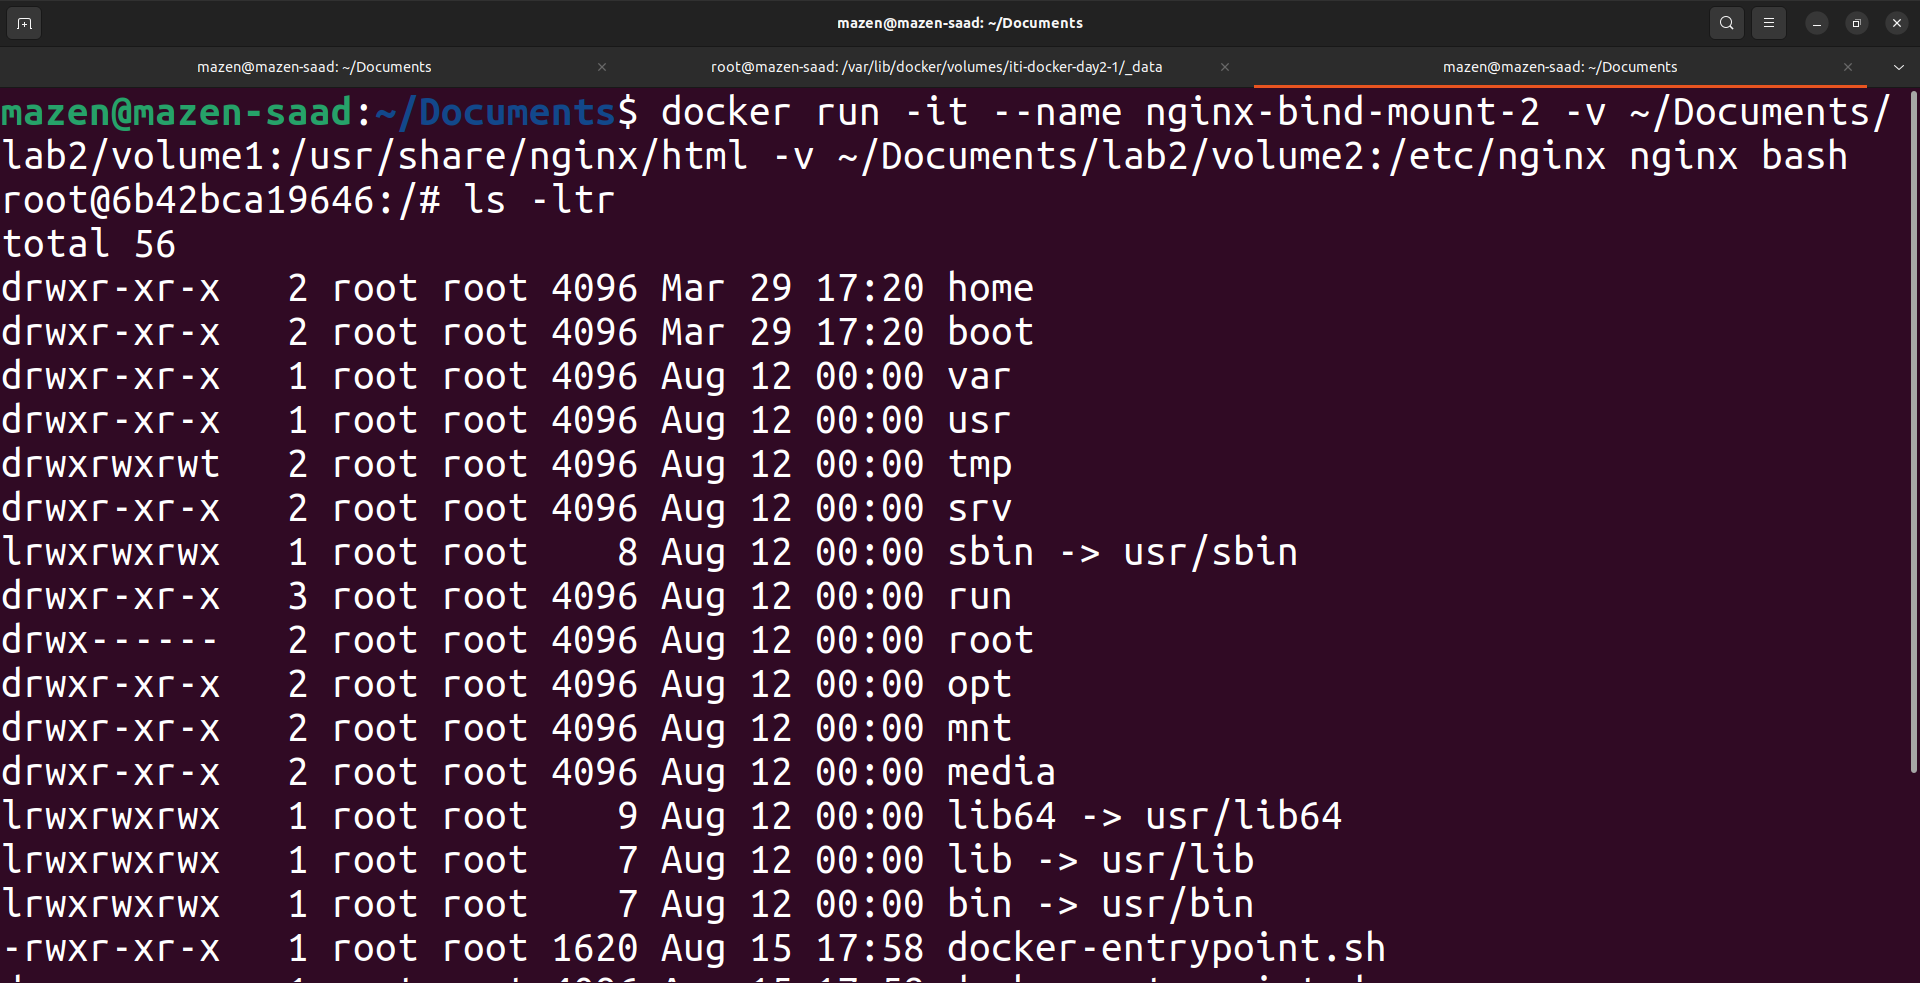 mazen@mazen-saad: ~/Documents
mazen@mazen-saad: ~/Documents
root@mazen-saad: /var/lib/docker/volumes/iti-docker-day2-1/_data
mazen@mazen-saad: ~/Documents
mazen@mazen-saad:~/Documents$ docker run -it --name nginx-bind-mount-2 -v ~/Documents/
lab2/volume1:/usr/share/nginx/html -v ~/Documents/lab2/volume2:/etc/nginx nginx bash
root@6b42bca19646:/# ls -ltr
total 56
drwxr-xr-x   2 root root 4096 Mar 29 17:20 home
drwxr-xr-x   2 root root 4096 Mar 29 17:20 boot
drwxr-xr-x   1 root root 4096 Aug 12 00:00 var
drwxr-xr-x   1 root root 4096 Aug 12 00:00 usr
drwxrwxrwt   2 root root 4096 Aug 12 00:00 tmp
drwxr-xr-x   2 root root 4096 Aug 12 00:00 srv
lrwxrwxrwx   1 root root    8 Aug 12 00:00 sbin -> usr/sbin
drwxr-xr-x   3 root root 4096 Aug 12 00:00 run
drwx------   2 root root 4096 Aug 12 00:00 root
drwxr-xr-x   2 root root 4096 Aug 12 00:00 opt
drwxr-xr-x   2 root root 4096 Aug 12 00:00 mnt
drwxr-xr-x   2 root root 4096 Aug 12 00:00 media
lrwxrwxrwx   1 root root    9 Aug 12 00:00 lib64 -> usr/lib64
lrwxrwxrwx   1 root root    7 Aug 12 00:00 lib -> usr/lib
lrwxrwxrwx   1 root root    7 Aug 12 00:00 bin -> usr/bin
-rwxr-xr-x   1 root root 1620 Aug 15 17:58 docker-entrypoint.sh